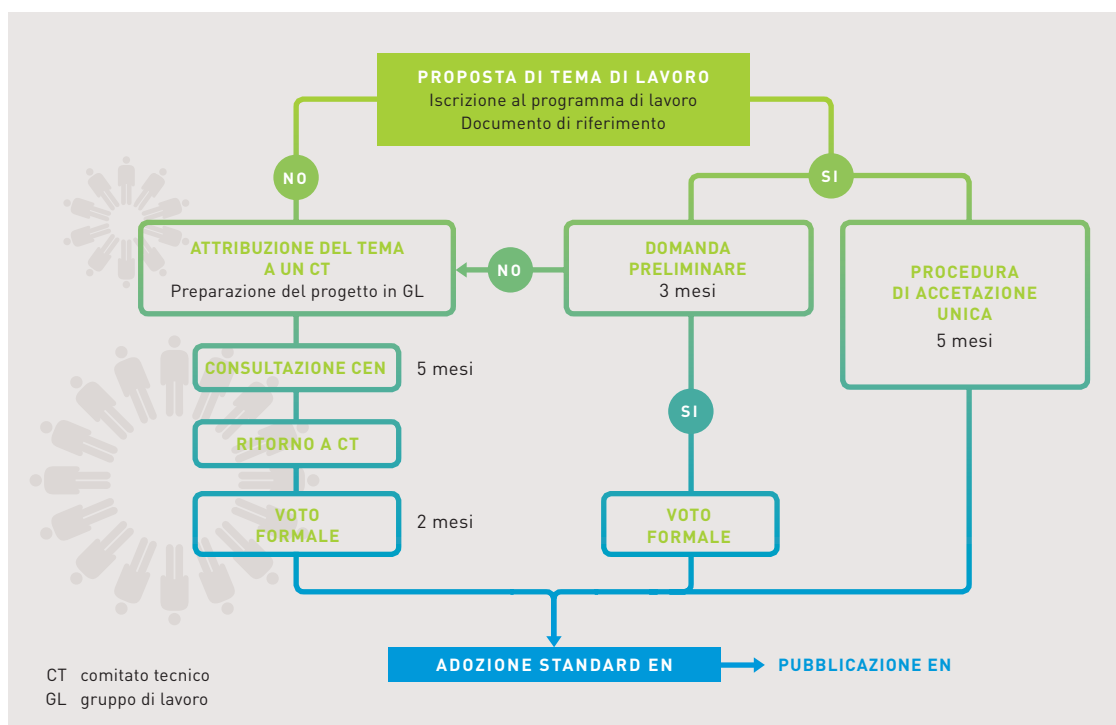 PROPOSTA DI TEMA DI LAVORO
Iscrizione al programma di lavoro
Documento di riferimento
NO
SI
ATTRIBUZIONE DEL TEMA
A UN CT
Preparazione del progetto in GL
NO
DOMANDA
PRELIMINARE
3 mesi
PROCEDURA
DI ACCETAZIONE
UNICA
5 mesi
CONSULTAZIONE CEN
5 mesi
SI
RITORNO A CT
VOTO
FORMALE
2 mesi
VOTO
FORMALE
ADOZIONE STANDARD EN
PUBBLICAZIONE EN
CT comitato tecnico
GL gruppo di lavoro